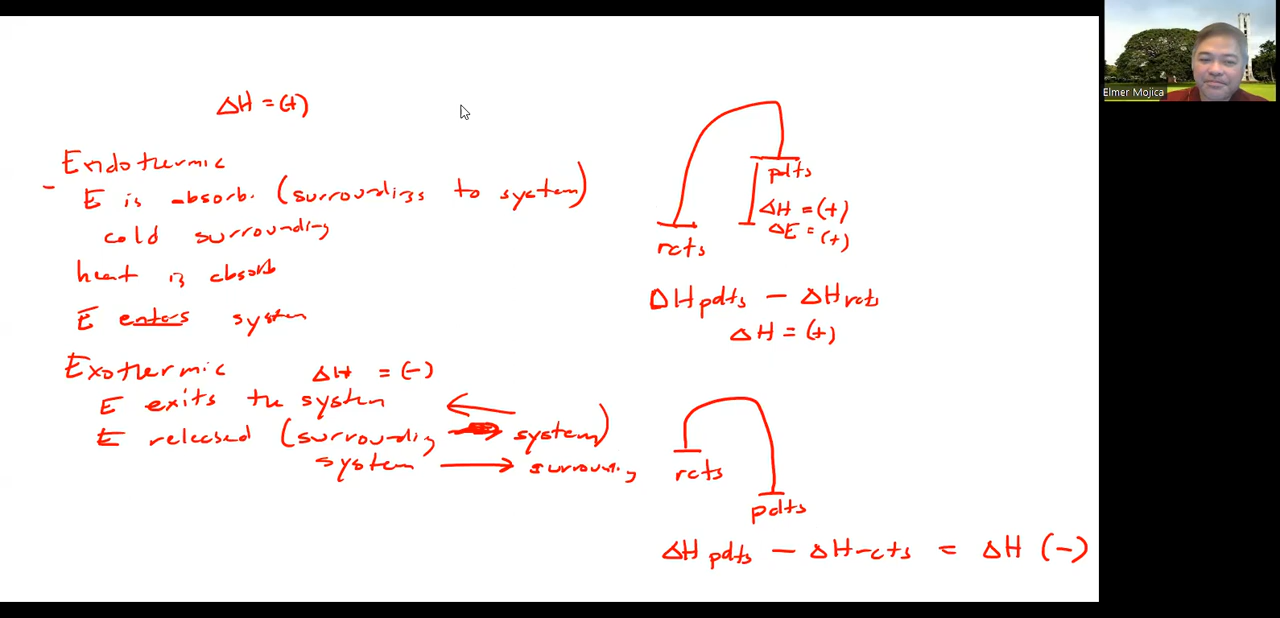 ΔH = (+)
Endothermic
- E is absorb. (surroundings to system)
cold surrounding
heat is absorb
E enters system
Exothermic ΔH = (-)
E exits the system
E released (surrounding → system)
system → surrounding
pdts
ΔH = (+)
ΔE = (+)
rcts
ΔH pdts - ΔH rcts
ΔH = (+)
rcts
pdts
ΔH pdts - ΔH rcts = ΔH (-)
Elmer Mojica